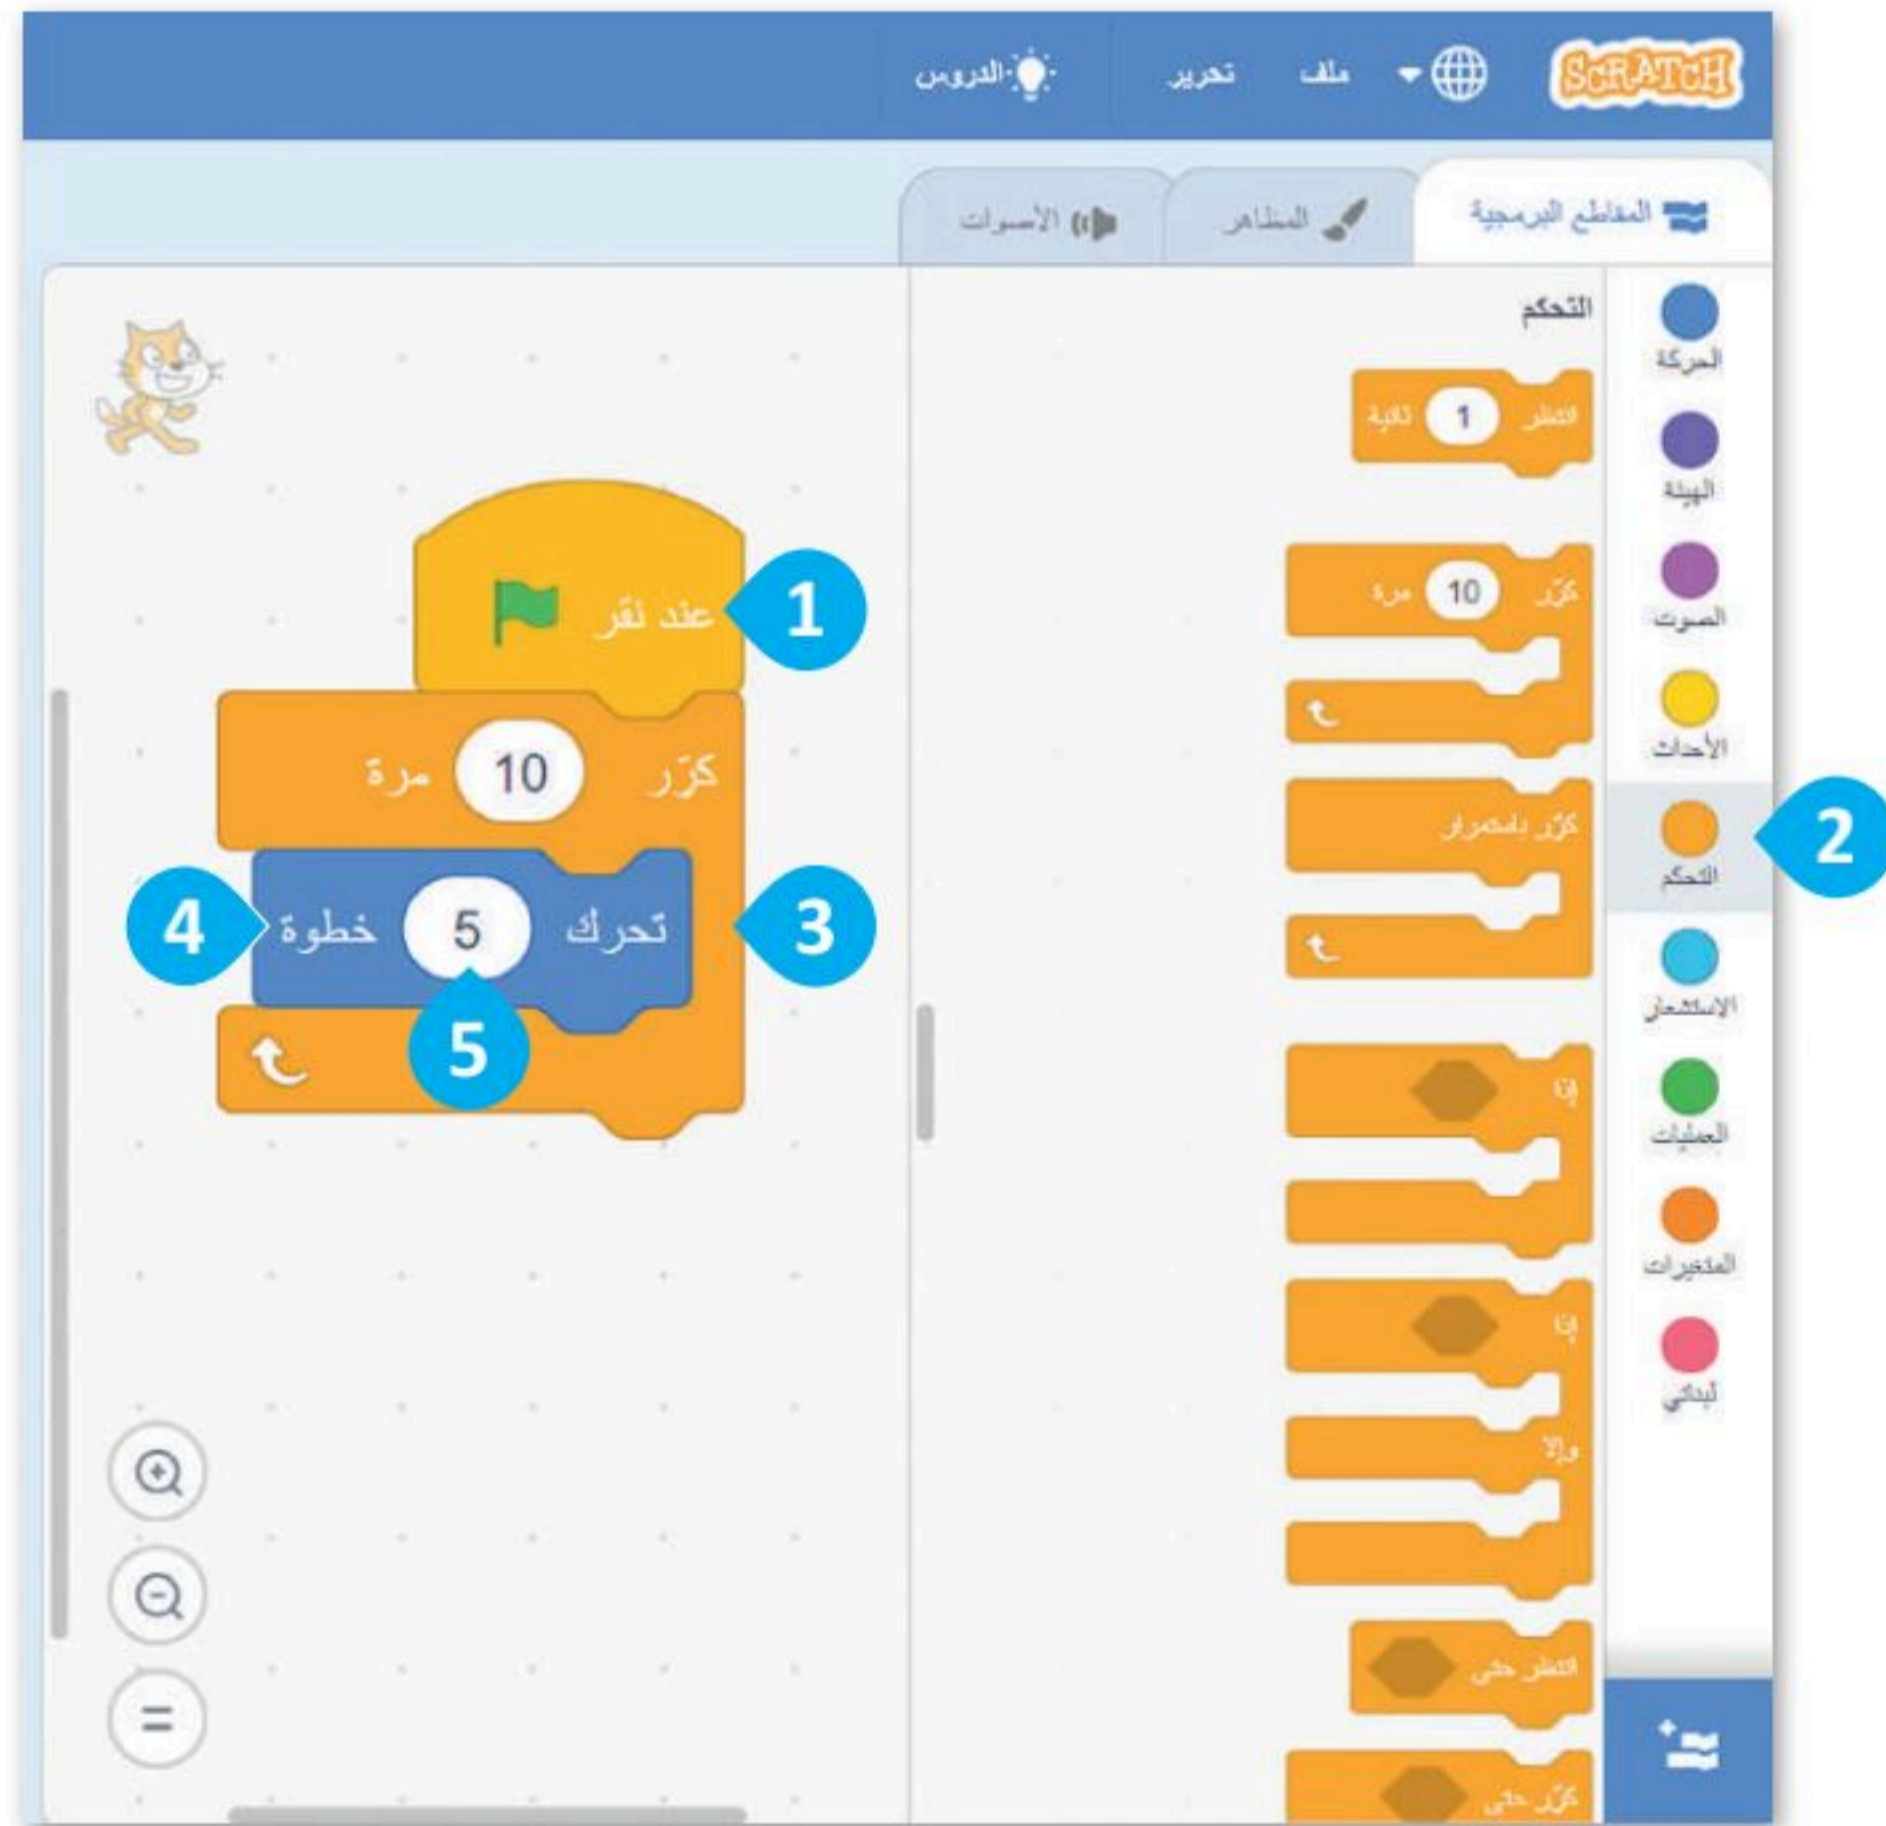 SCRATCH ملف تحرير الدروس
المقاطع البرمجية المظاهر الأصوات
التحكم
الحركة
الهيئة
الصوت
الأحداث
التحكم
الاستشعار
العمليات
المتغيرات
لبناتي
انتظر 1 ثانية
كرّر 10 مرة
كرّر باستمرار
إذا
إذا
وإلا
انتظر حتى
كرّر حتى
عند نقر
1
كرّر 10 مرة
تحرك 5 خطوة
2
3
4
5